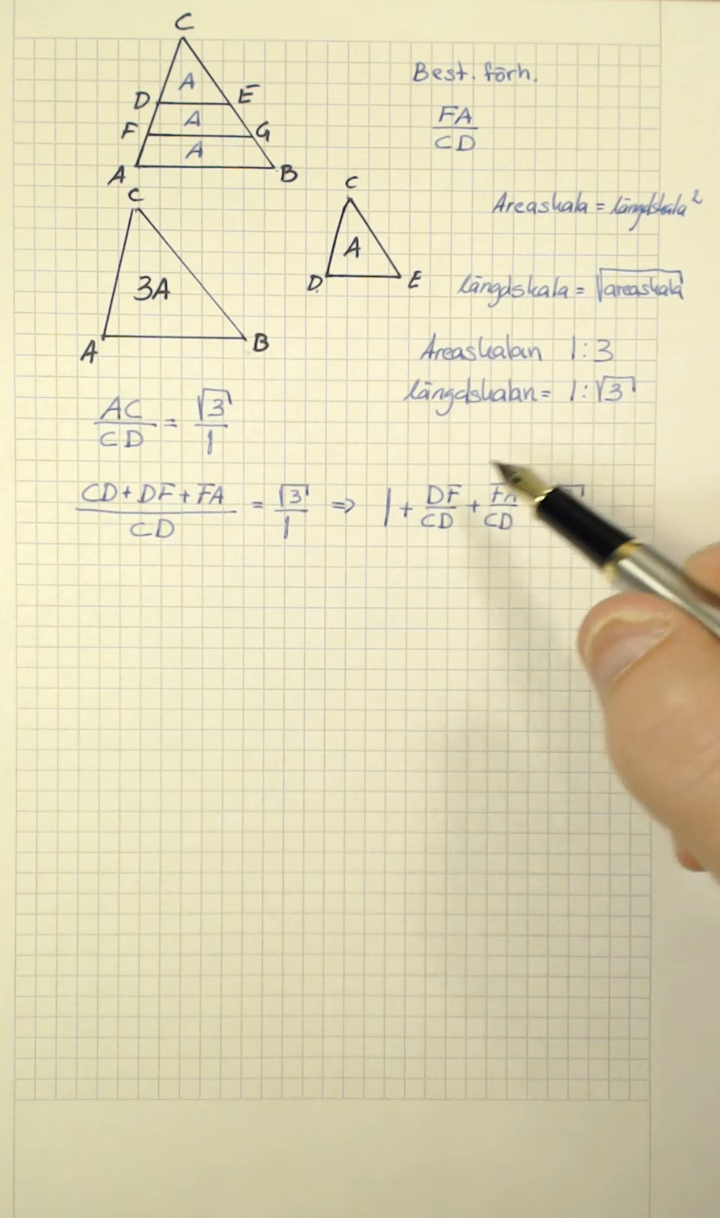 C
A
D E
A
F G
A
A B
Best. förh.
FA
CD
C
3A
A B
C
A
D E
Areaskala = längdskala²
längdskala = √areaskala
Areaskalan 1:3
längdskalan = 1:√3
AC/CD = √3/1
(CD+DF+FA)/CD = √3/1 ⇒ 1 + DF/CD + FA/CD